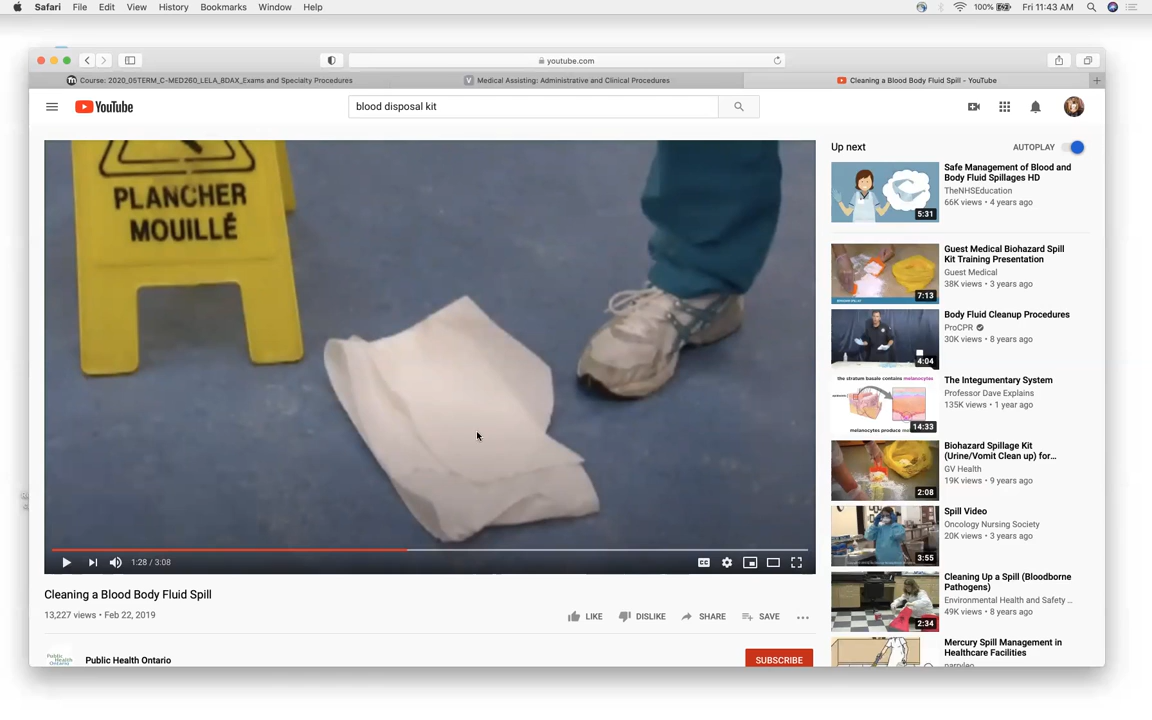 Safari File Edit View History Bookmarks Window Help
100% Fri 11:43 AM
youtube.com
Course: 2020_05TERM_C-MED260_LELA_8DAX_Exams and Specialty Procedures
Medical Assisting: Administrative and Clinical Procedures
Cleaning a Blood Body Fluid Spill - YouTube
YouTube
blood disposal kit
PLANCHER
MOUILLÉ
1:28 / 3:08
Cleaning a Blood Body Fluid Spill
13,227 views • Feb 22, 2019
LIKE DISLIKE SHARE SAVE
Public Health Ontario
SUBSCRIBE
Up next
AUTOPLAY
Safe Management of Blood and
Body Fluid Spillages HD
TheNHSEducation
66K views • 4 years ago
5:31
Guest Medical Biohazard Spill
Kit Training Presentation
Guest Medical
38K views • 3 years ago
7:13
Body Fluid Cleanup Procedures
ProCPR
30K views • 8 years ago
4:04
the stratum basale contains melanocytes
The Integumentary System
Professor Dave Explains
135K views • 1 year ago
14:33
Biohazard Spillage Kit
(Urine/Vomit Clean up) for...
GV Health
19K views • 9 years ago
2:08
Spill Video
Oncology Nursing Society
20K views • 3 years ago
3:55
Cleaning Up a Spill (Bloodborne
Pathogens)
Environmental Health and Safety ...
49K views • 8 years ago
2:34
Mercury Spill Management in
Healthcare Facilities